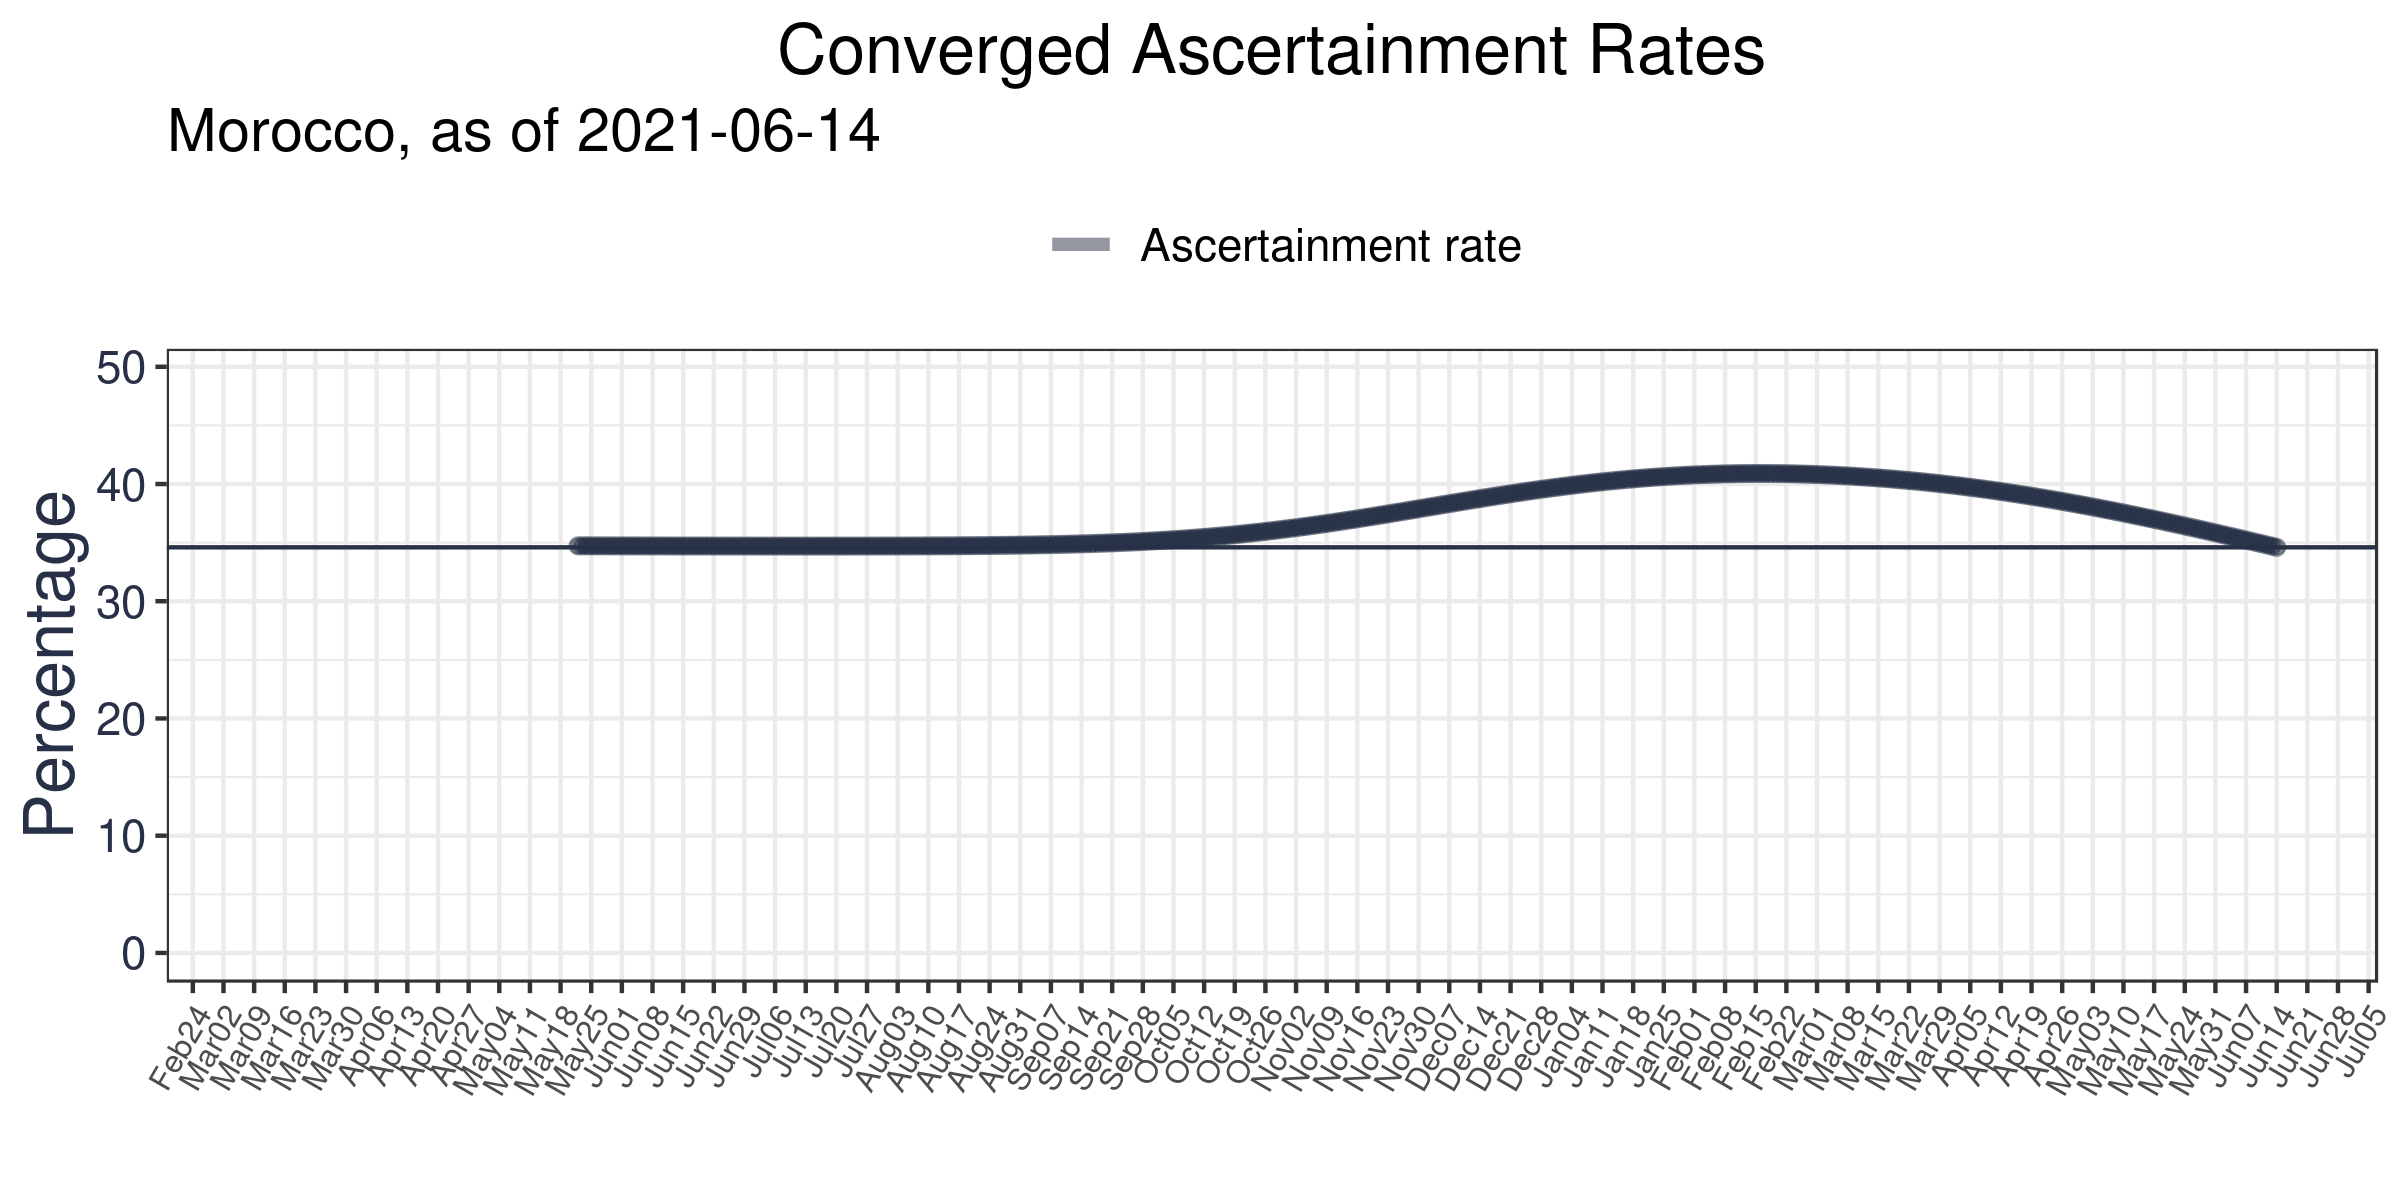 Converged Ascertainment Rates
Morocco, as of 2021-06-14
Ascertainment rate
Percentage
50
40
30
20
10
0
Feb24
Mar02
Mar09
Mar16
Mar23
Mar30
Apr06
Apr13
Apr20
Apr27
May04
May11
May18
May25
Jun01
Jun08
Jun15
Jun22
Jun29
Jul06
Jul13
Jul20
Jul27
Aug03
Aug10
Aug17
Aug24
Aug31
Sep07
Sep14
Sep21
Sep28
Oct05
Oct12
Oct19
Oct26
Nov02
Nov09
Nov16
Nov23
Nov30
Dec07
Dec14
Dec21
Dec28
Jan04
Jan11
Jan18
Jan25
Feb01
Feb08
Feb15
Feb22
Mar01
Mar08
Mar15
Mar22
Mar29
Apr05
Apr12
Apr19
Apr26
May03
May10
May17
May24
May31
Jun07
Jun14
Jun21
Jun28
Jul05